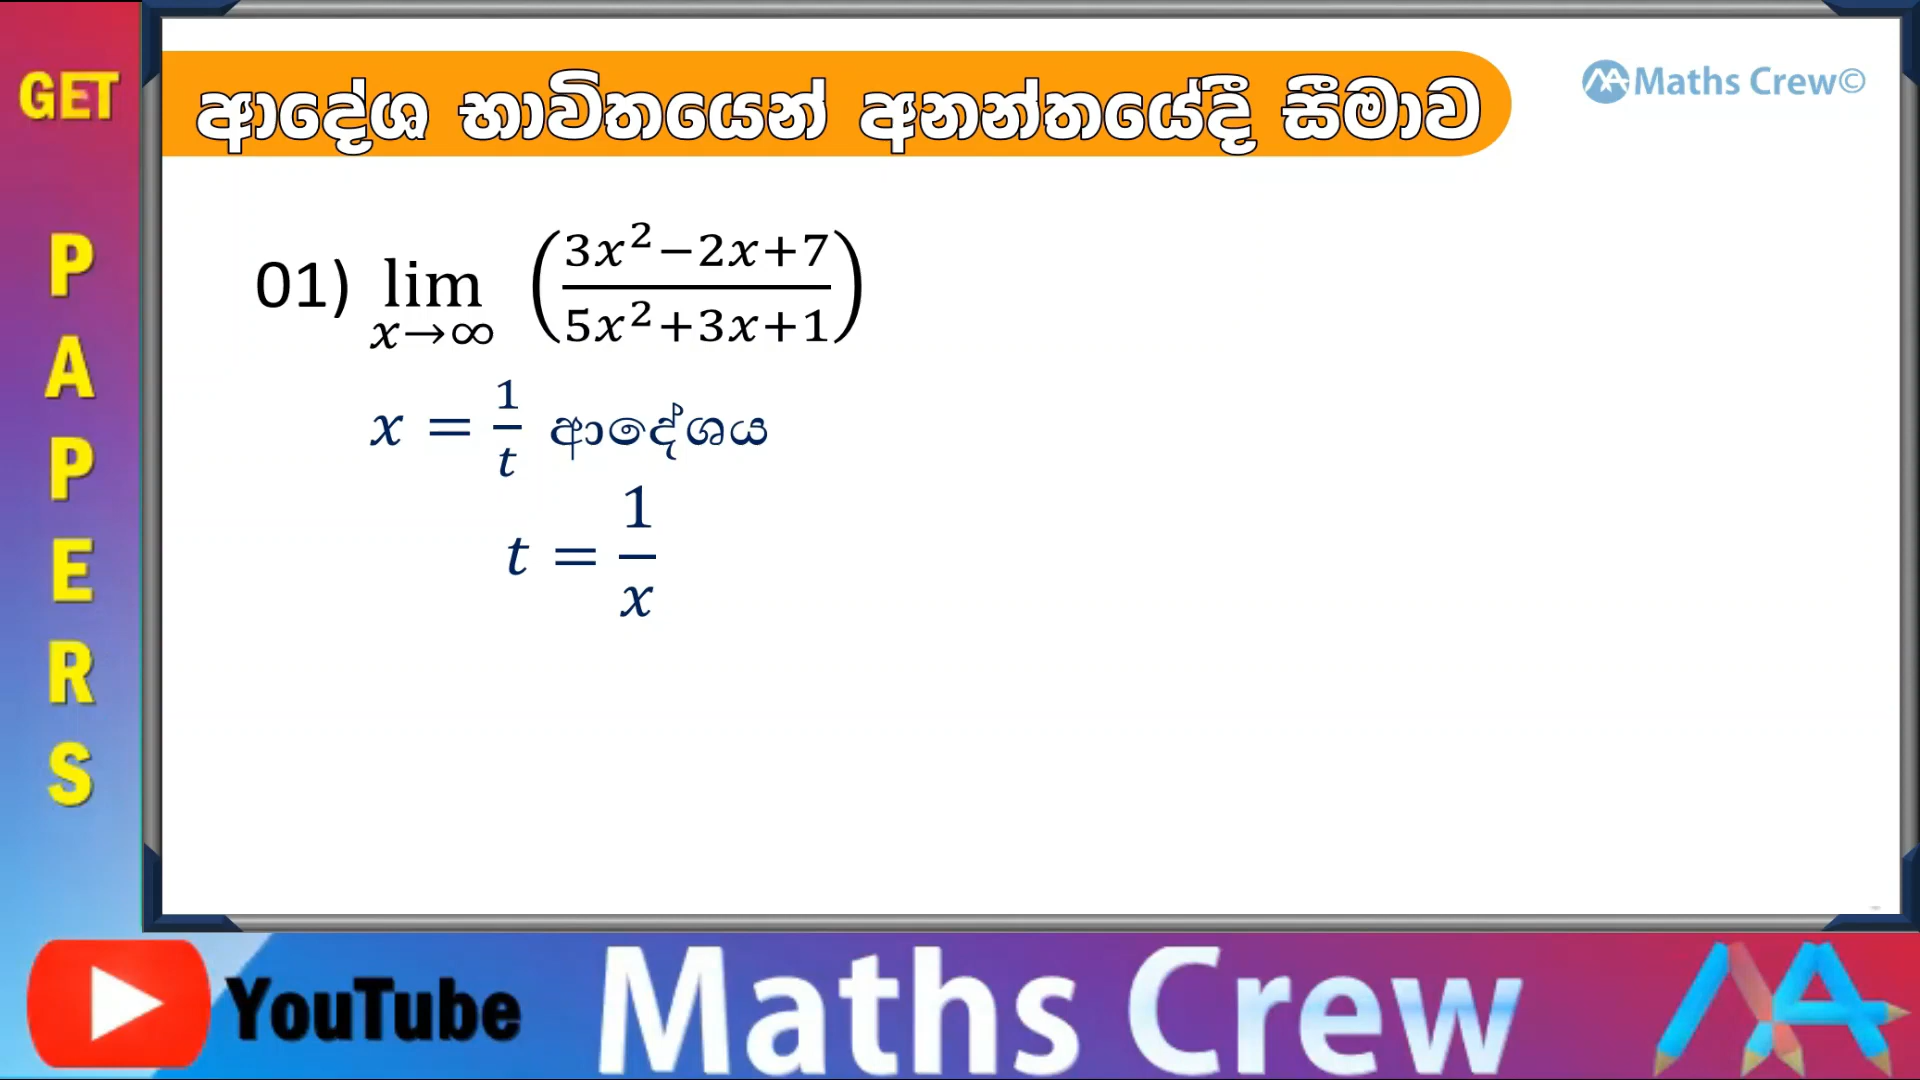 GET
PAPERS
ආදේශ භාවිතයෙන් අනන්තයේදී සීමාව
Maths Crew©
01) lim x→∞ ( (3x²−2x+7) / (5x²+3x+1) )
x = 1/t ආදේශය
t = 1/x
YouTube
Maths Crew